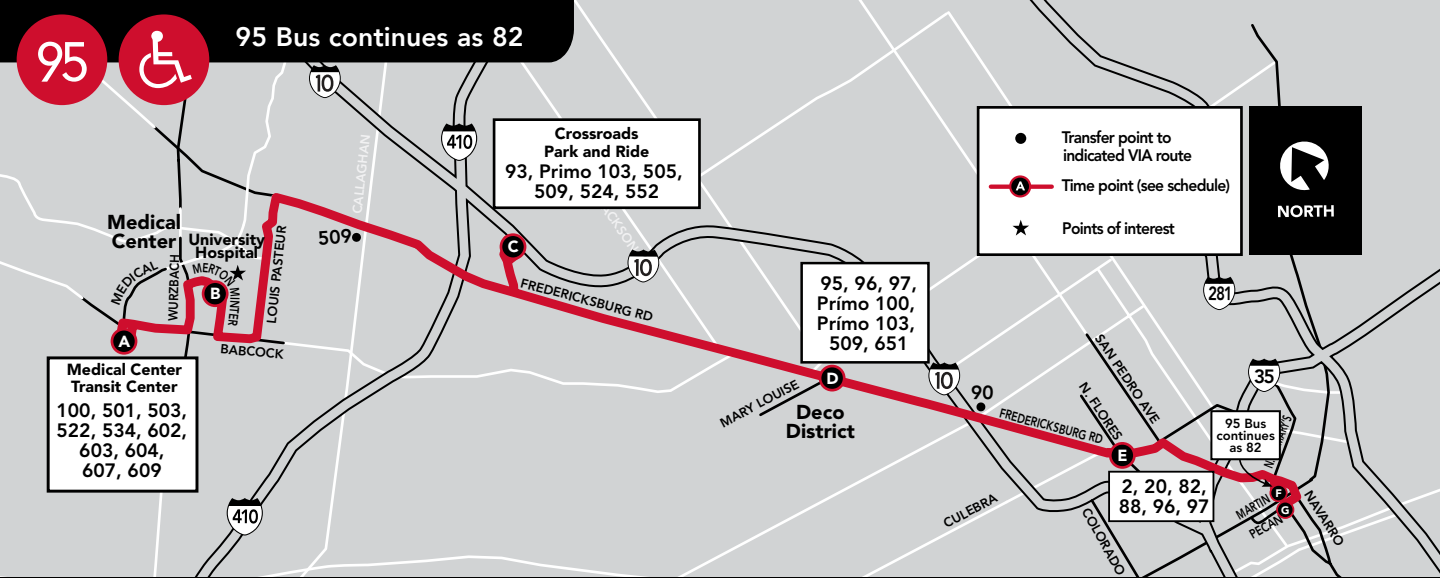 95
95 Bus continues as 82
10
410
CALLAGHAN
Crossroads
Park and Ride
93, Primo 103, 505,
509, 524, 552
Transfer point to
indicated VIA route
A
Time point (see schedule)
Points of interest
NORTH
Medical
Center
University
Hospital
509
C
10
MEDICAL
WURZBACH
MERTON
MINTER
LOUIS PASTEUR
B
A
BABCOCK
FREDERICKSBURG RD
95, 96, 97,
Prímo 100,
Prímo 103,
509, 651
281
Medical Center
Transit Center
100, 501, 503,
522, 534, 602,
603, 604,
607, 609
D
MARY LOUISE
Deco
District
10
90
FREDERICKSBURG RD
N. FLORES
SAN PEDRO AVE
35
95 Bus
continues
as 82
E
2, 20, 82,
88, 96, 97
F
G
MARTIN
PECAN
NAVARRO
CULEBRA
COLORADO
410